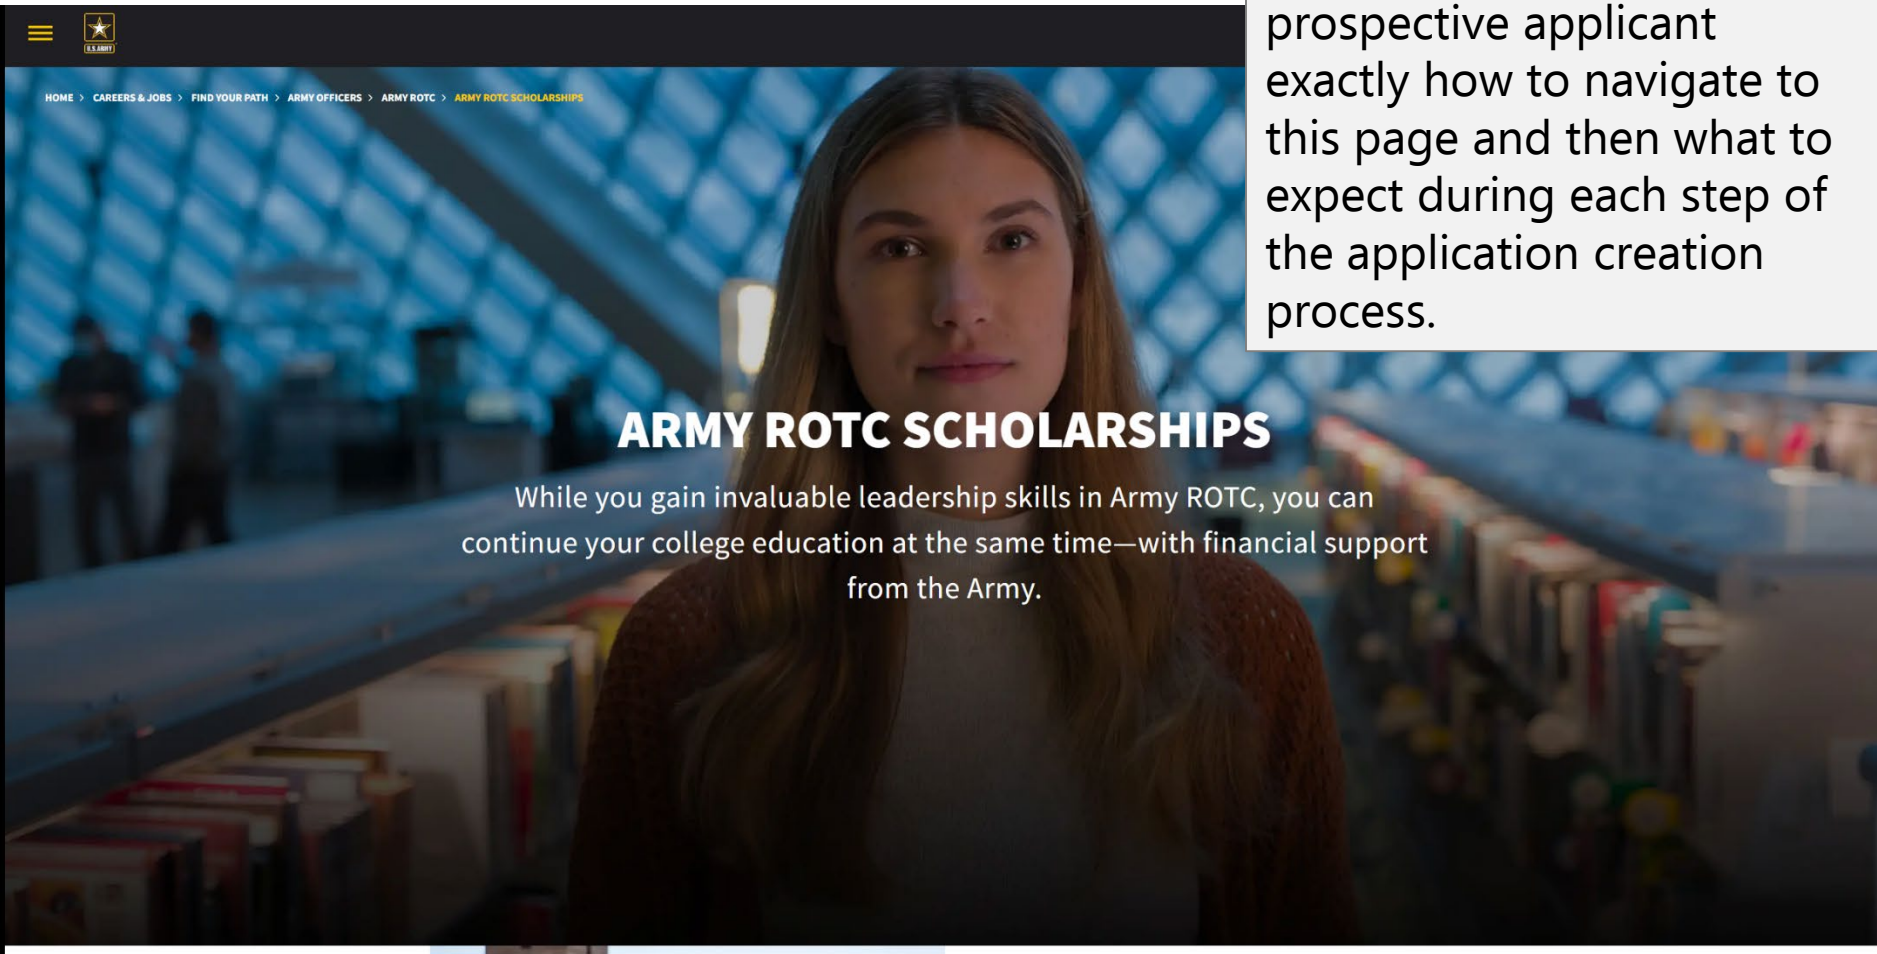 U.S.ARMY
HOME > CAREERS & JOBS > FIND YOUR PATH > ARMY OFFICERS > ARMY ROTC > ARMY ROTC SCHOLARSHIPS
prospective applicant
exactly how to navigate to
this page and then what to
expect during each step of
the application creation
process.
ARMY ROTC SCHOLARSHIPS
While you gain invaluable leadership skills in Army ROTC, you can
continue your college education at the same time—with financial support
from the Army.